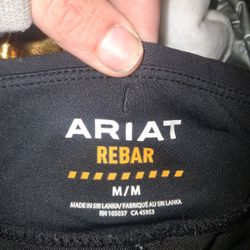 ARIAT
REBAR
M/M
MADE IN SRI LANKA/ FABRIQUÉ AU SRI LANKA
RN 105037 CA 45953